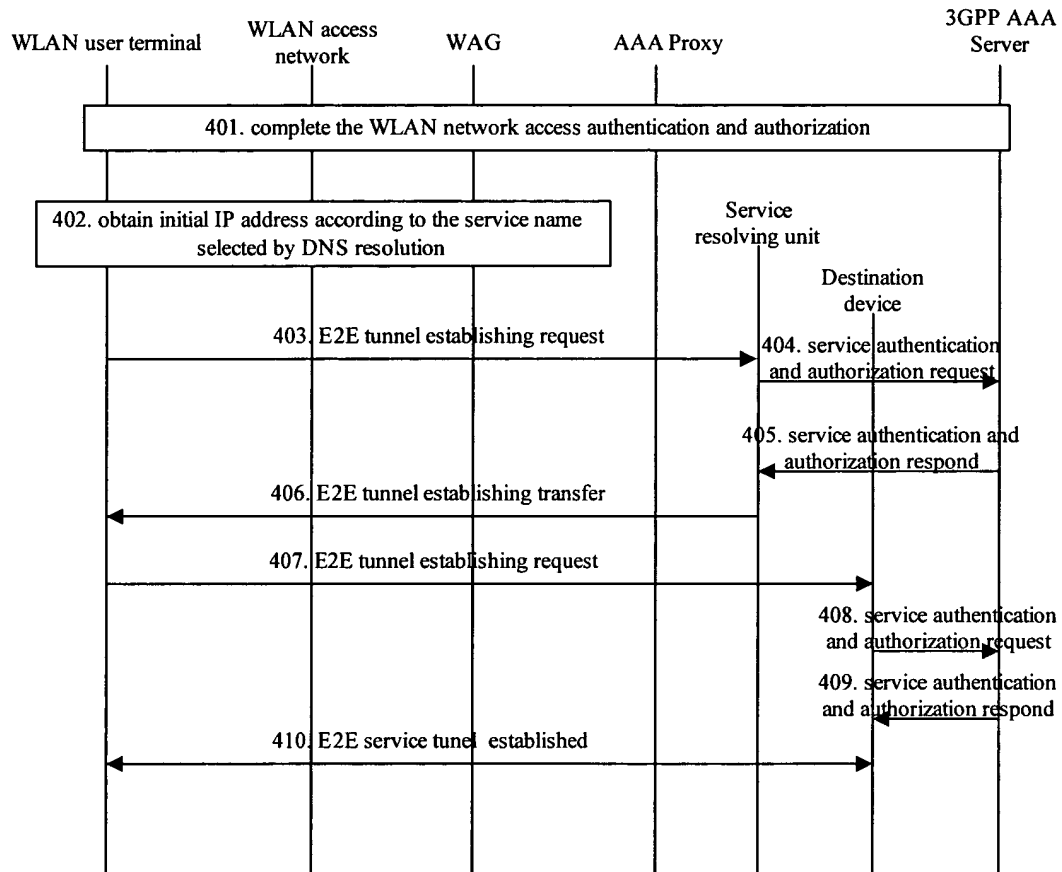 WLAN user terminal
WLAN access
network
WAG
AAA Proxy
3GPP AAA
Server
401. complete the WLAN network access authentication and authorization
402. obtain initial IP address according to the service name
selected by DNS resolution
Service
resolving unit
Destination
device
403. E2E tunnel establishing request
404. service authentication
and authorization request
405. service authentication and
authorization respond
406. E2E tunnel establishing transfer
407. E2E tunnel establishing request
408. service authentication
and authorization request
409. service authentication
and authorization respond
410. E2E service tunel established